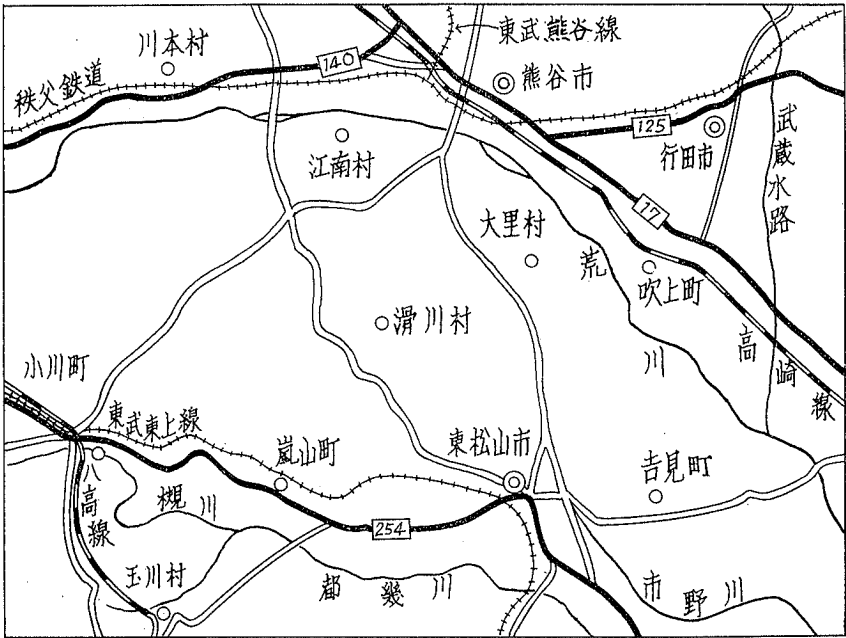 東武熊谷線
川本村
140
熊谷市
秩父鉄道
125
行田市
武蔵水路
江南村
17
大里村
荒川
吹上町
滑川村
高崎線
小川町
東武東上線
嵐山町
東松山市
吉見町
八高線
槻川
254
玉川村
都幾川
市野川